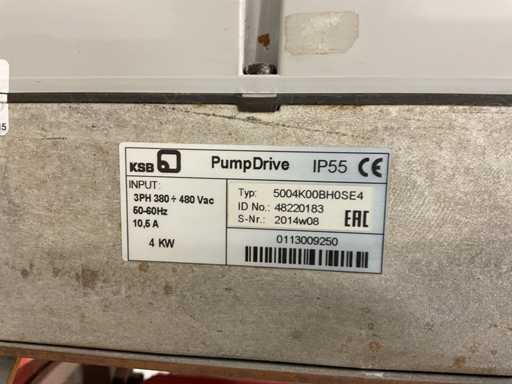 KSB PumpDrive IP55 CE
INPUT:
3PH 380 ÷ 480 Vac
50-60Hz
10,5 A
4 KW
Typ: 5004K00BH0SE4
ID No.: 48220183
S-Nr.: 2014w08
EAC
0113009250